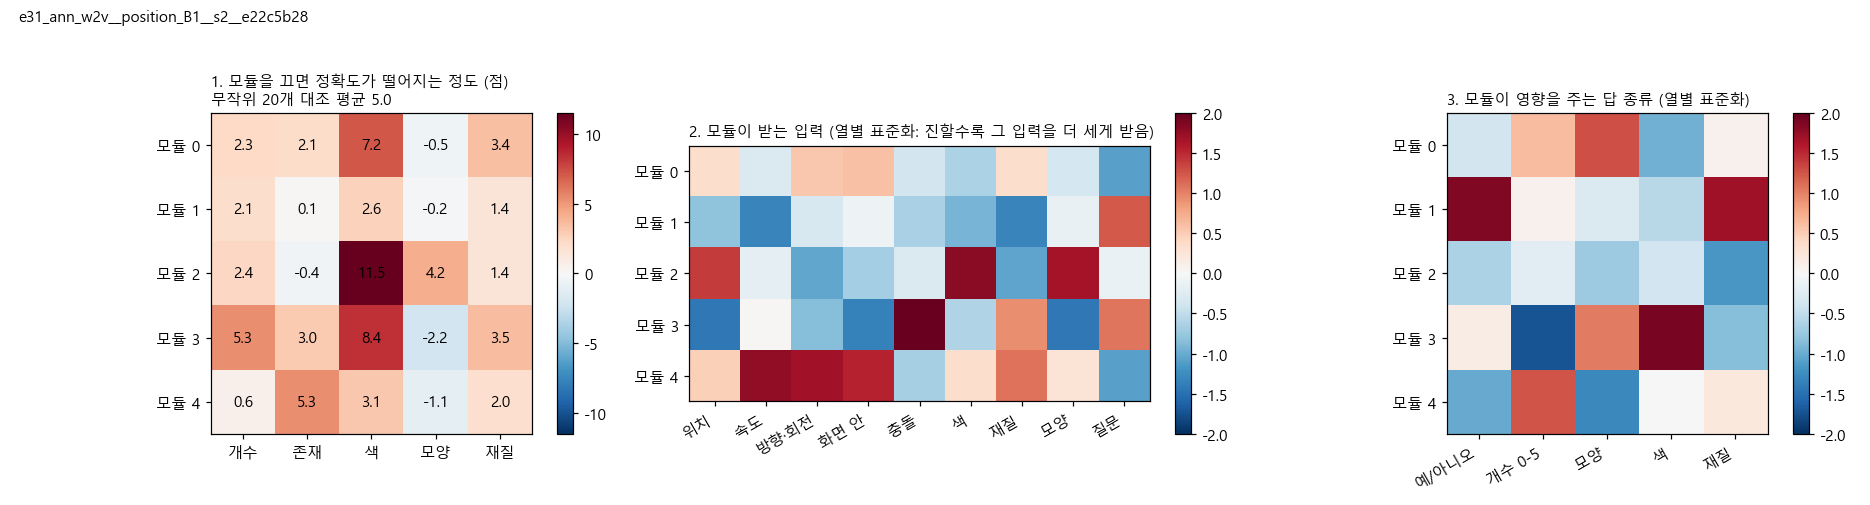 e31_ann_w2v__position_B1__s2__e22c5b28
1. 모듈을 끄면 정확도가 떨어지는 정도 (점)
무작위 20개 대조 평균 5.0
모듈 0 2.3 2.1 7.2 -0.5 3.4
모듈 1 2.1 0.1 2.6 -0.2 1.4
모듈 2 2.4 -0.4 11.5 4.2 1.4
모듈 3 5.3 3.0 8.4 -2.2 3.5
모듈 4 0.6 5.3 3.1 -1.1 2.0
개수 존재 색 모양 재질
10
5
0
-5
-10
2. 모듈이 받는 입력 (열별 표준화: 진할수록 그 입력을 더 세게 받음)
모듈 0
모듈 1
모듈 2
모듈 3
모듈 4
위치 속도 방향·회전 화면 안 충돌 색 재질 모양 질문
2.0
1.5
1.0
0.5
0.0
-0.5
-1.0
-1.5
-2.0
3. 모듈이 영향을 주는 답 종류 (열별 표준화)
모듈 0
모듈 1
모듈 2
모듈 3
모듈 4
예/아니오 개수 0-5 모양 색 재질
2.0
1.5
1.0
0.5
0.0
-0.5
-1.0
-1.5
-2.0